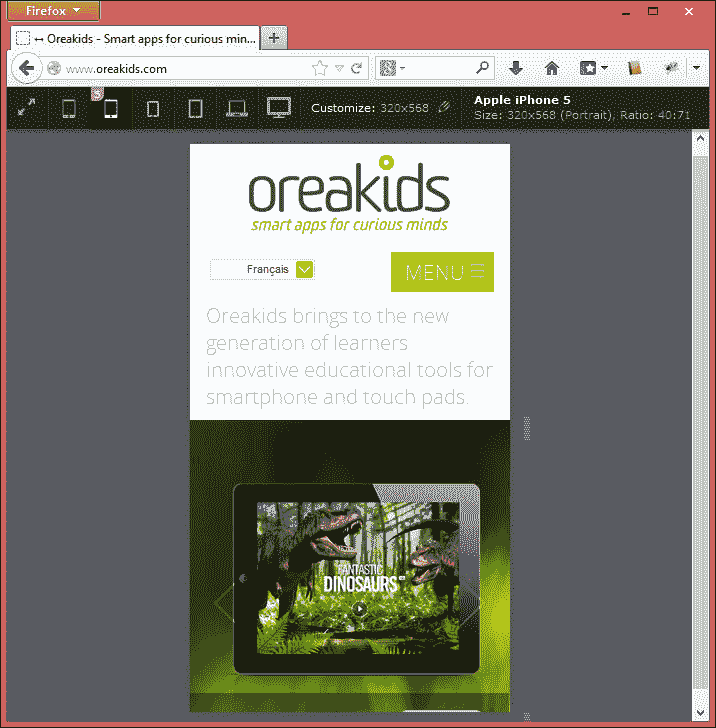 Firefox
Oreakids - Smart apps for curious min...
www.oreakids.com
Customize: 320x568
Apple iPhone 5
Size: 320x568 (Portrait), Ratio: 40:71
oreakids
smart apps for curious minds
Français
MENU
Oreakids brings to the new
generation of learners
innovative educational tools for
smartphone and touch pads.
FANTASTIC
DINOSAURS